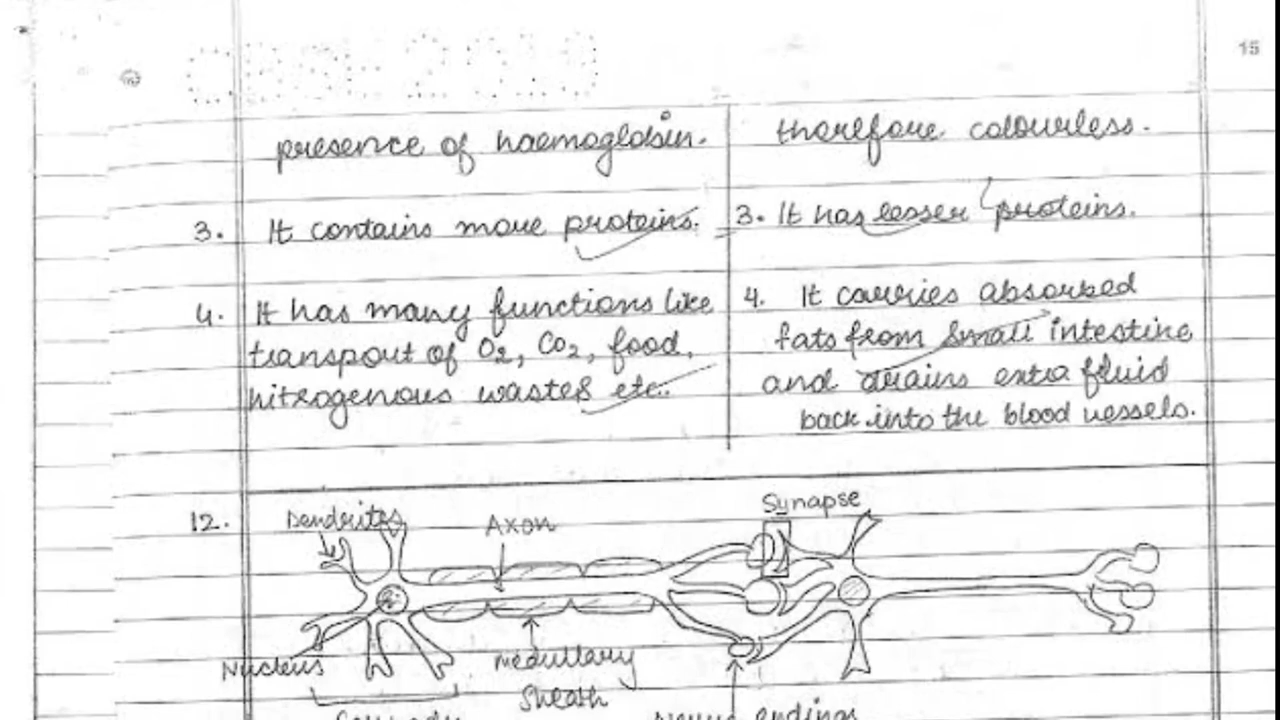 15
presence of haemoglobin.
therefore colourless.
3. It contains more proteins.
3. It has lesser proteins.
4. It has many functions like
transport of O2, CO2, food,
nitrogenous wastes etc.
4. It carries absorbed
fats from small intestine
and drains extra fluid
back into the blood vessels.
12.
Dendrites
Axon
Synapse
Nucleus
medullary
Sheath
nerve endings